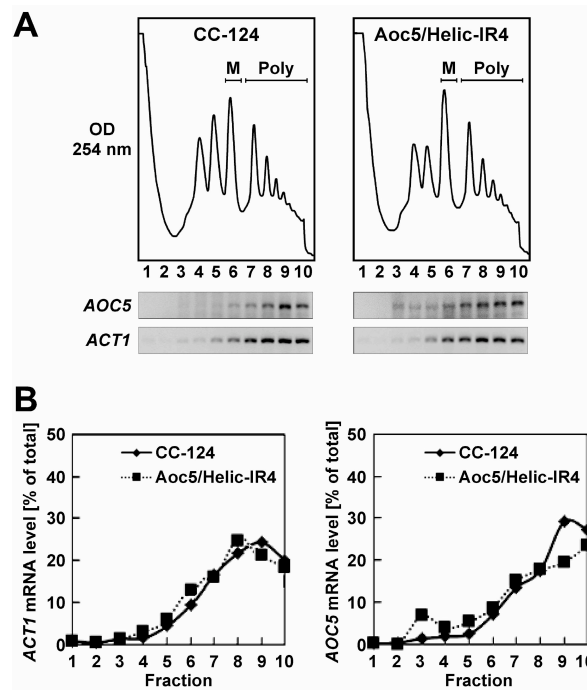 A
CC-124
Aoc5/Helic-IR4
M Poly
M Poly
OD
254 nm
1 2 3 4 5 6 7 8 9 10
1 2 3 4 5 6 7 8 9 10
AOC5
ACT1
B
ACT1 mRNA level [% of total]
50
40
30
20
10
0
CC-124
Aoc5/Helic-IR4
1 2 3 4 5 6 7 8 9 10
Fraction
AOC5 mRNA level [% of total]
50
40
30
20
10
0
CC-124
Aoc5/Helic-IR4
1 2 3 4 5 6 7 8 9 10
Fraction